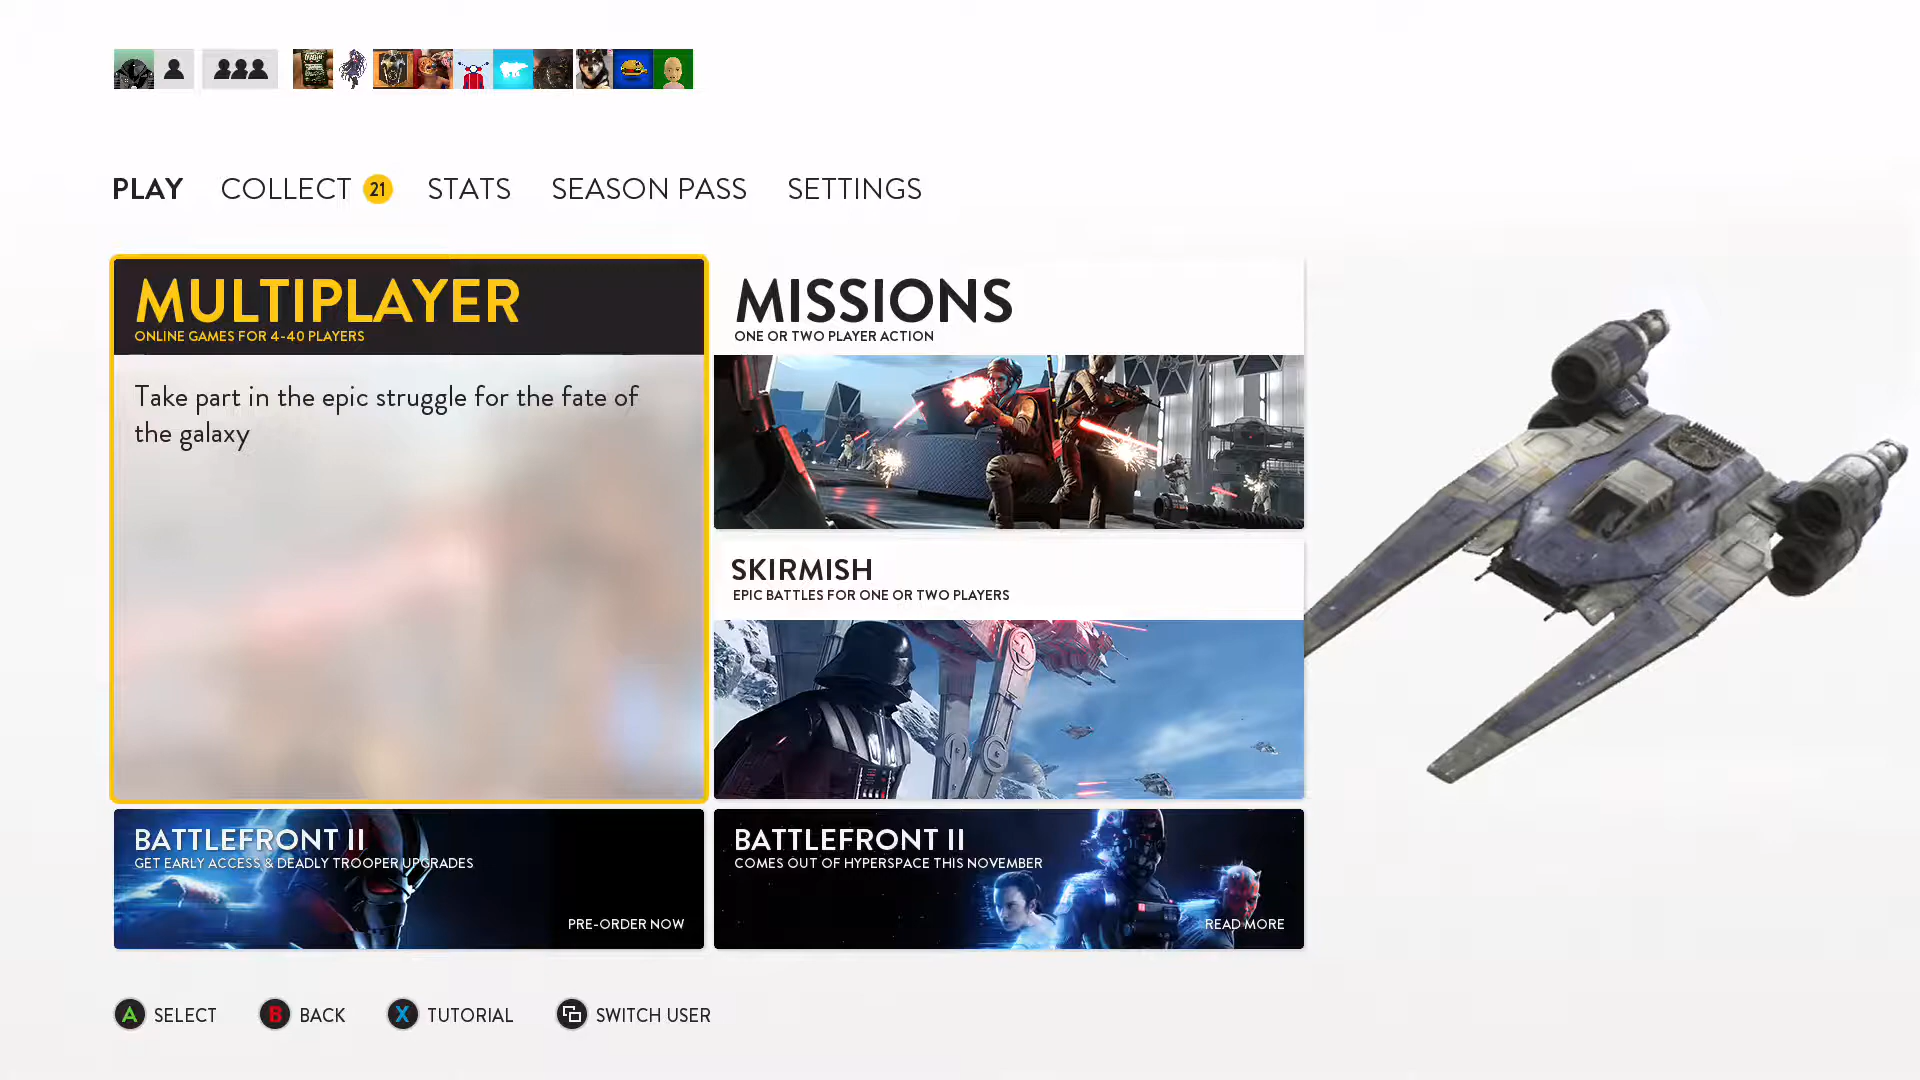 PLAY COLLECT 21 STATS SEASON PASS SETTINGS
MULTIPLAYER
ONLINE GAMES FOR 4-40 PLAYERS
Take part in the epic struggle for the fate of
the galaxy
MISSIONS
ONE OR TWO PLAYER ACTION
SKIRMISH
EPIC BATTLES FOR ONE OR TWO PLAYERS
BATTLEFRONT II
GET EARLY ACCESS & DEADLY TROOPER UPGRADES
PRE-ORDER NOW
BATTLEFRONT II
COMES OUT OF HYPERSPACE THIS NOVEMBER
READ MORE
A SELECT B BACK X TUTORIAL SWITCH USER